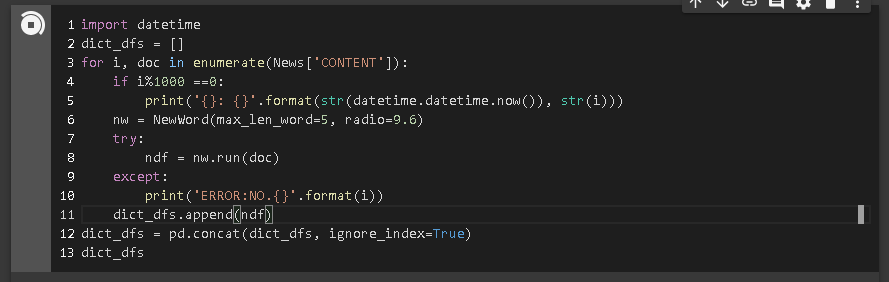 1 import datetime
2 dict_dfs = []
3 for i, doc in enumerate(News['CONTENT']):
4     if i%1000 ==0:
5         print('{}: {}'.format(str(datetime.datetime.now()), str(i)))
6     nw = NewWord(max_len_word=5, radio=9.6)
7     try:
8         ndf = nw.run(doc)
9     except:
10         print('ERROR:NO.{}'.format(i))
11     dict_dfs.append(ndf)
12 dict_dfs = pd.concat(dict_dfs, ignore_index=True)
13 dict_dfs